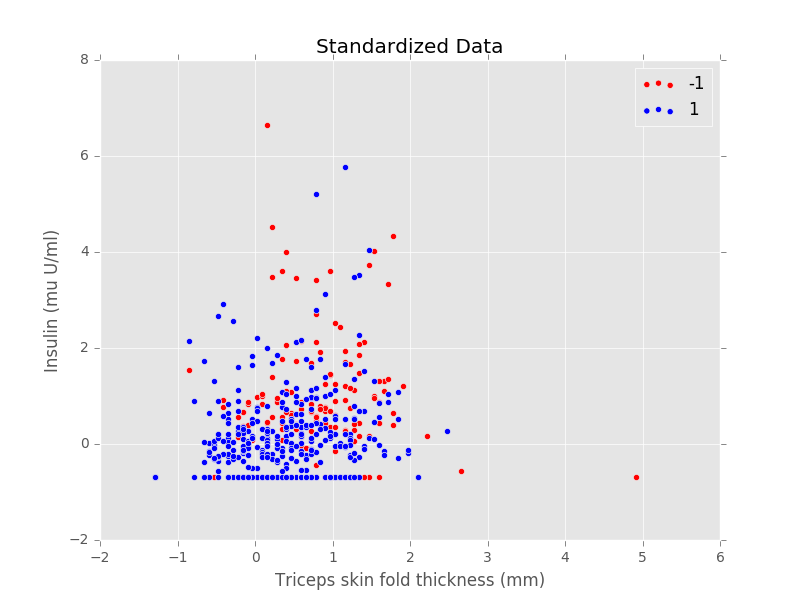 Standardized Data
-1
1
8
6
4
2
0
−2
Insulin (mu U/ml)
−2 −1 0 1 2 3 4 5 6
Triceps skin fold thickness (mm)